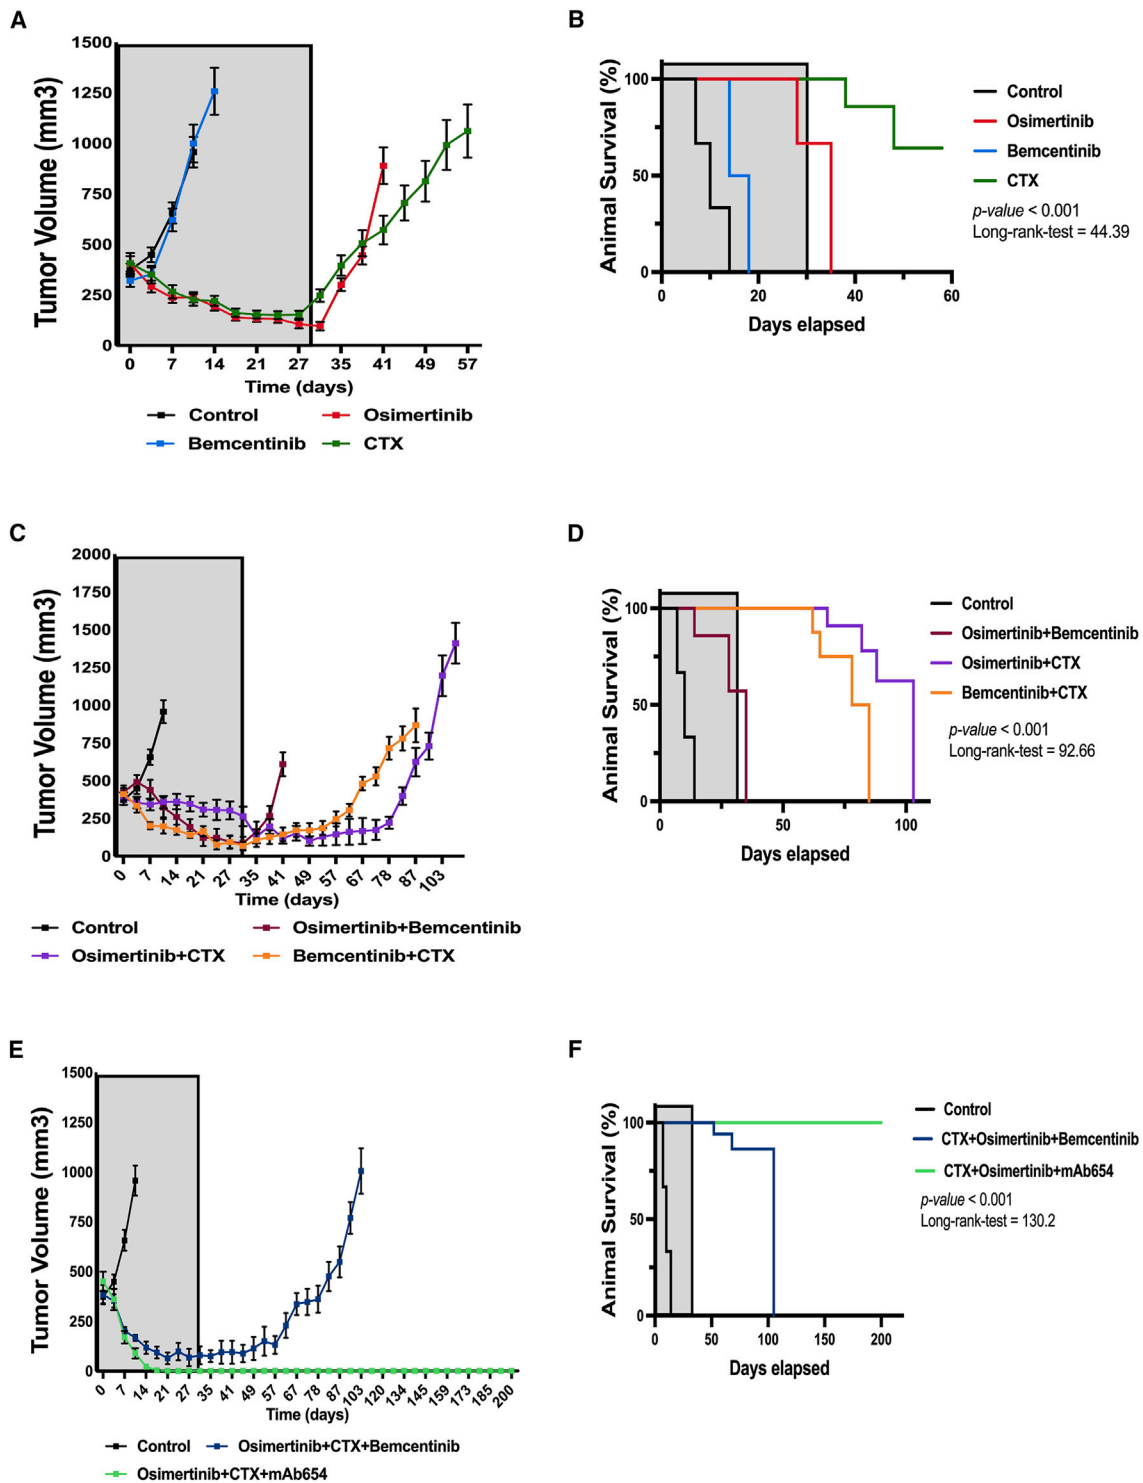 A
Tumor Volume (mm3)
1500
1250
1000
750
500
250
0
0 7 14 21 27 35 41 49 57
Time (days)
Control Osimertinib
Bemcentinib CTX
B
Animal Survival (%)
100
50
0
0 20 40 60
Days elapsed
Control
Osimertinib
Bemcentinib
CTX
p-value < 0.001
Long-rank-test = 44.39
C
Tumor Volume (mm3)
2000
1750
1500
1250
1000
750
500
250
0
0 7 14 21 27 35 41 49 57 67 78 87 103
Time (days)
Control Osimertinib+Bemcentinib
Osimertinib+CTX Bemcentinib+CTX
D
Animal Survival (%)
100
50
0
0 50 100
Days elapsed
Control
Osimertinib+Bemcentinib
Osimertinib+CTX
Bemcentinib+CTX
p-value < 0.001
Long-rank-test = 92.66
E
Tumor Volume (mm3)
1500
1250
1000
750
500
250
0
0 7 14 21 27 35 41 49 57 67 78 87 103 120 134 145 159 173 185 200
Time (days)
Control Osimertinib+CTX+Bemcentinib
Osimertinib+CTX+mAb654
F
Animal Survival (%)
100
50
0
0 50 100 150 200
Days elapsed
Control
CTX+Osimertinib+Bemcentinib
CTX+Osimertinib+mAb654
p-value < 0.001
Long-rank-test = 130.2